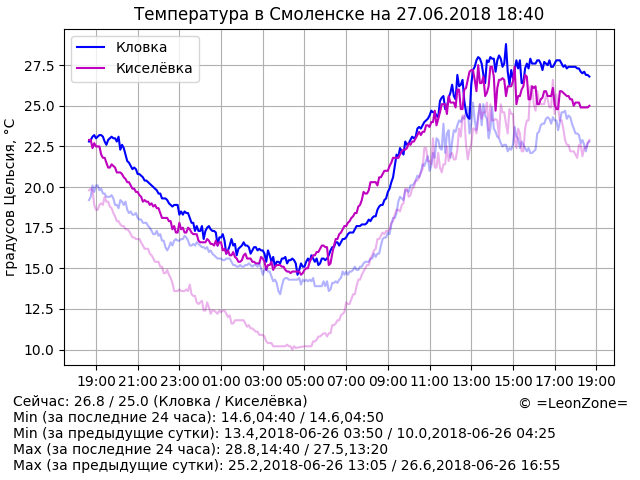 Температура в Смоленске на 27.06.2018 18:40
Кловка
Киселёвка
градусов Цельсия, °C
27.5
25.0
22.5
20.0
17.5
15.0
12.5
10.0
19:00 21:00 23:00 01:00 03:00 05:00 07:00 09:00 11:00 13:00 15:00 17:00 19:00
Сейчас: 26.8 / 25.0 (Кловка / Киселёвка)
© =LeonZone=
Min (за последние 24 часа): 14.6,04:40 / 14.6,04:50
Min (за предыдущие сутки): 13.4,2018-06-26 03:50 / 10.0,2018-06-26 04:25
Max (за последние 24 часа): 28.8,14:40 / 27.5,13:20
Max (за предыдущие сутки): 25.2,2018-06-26 13:05 / 26.6,2018-06-26 16:55